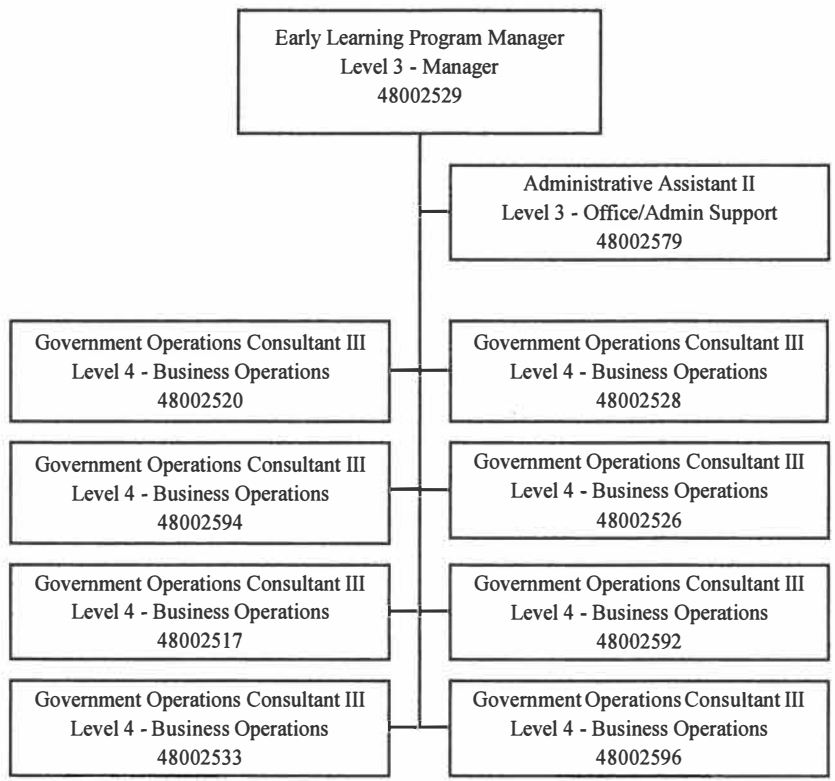 Early Learning Program Manager
Level 3 - Manager
48002529
Administrative Assistant II
Level 3 - Office/Admin Support
48002579
Government Operations Consultant III
Level 4 - Business Operations
48002520
Government Operations Consultant III
Level 4 - Business Operations
48002528
Government Operations Consultant III
Level 4 - Business Operations
48002594
Government Operations Consultant III
Level 4 - Business Operations
48002526
Government Operations Consultant III
Level 4 - Business Operations
48002517
Government Operations Consultant III
Level 4 - Business Operations
48002592
Government Operations Consultant III
Level 4 - Business Operations
48002533
Government Operations Consultant III
Level 4 - Business Operations
48002596